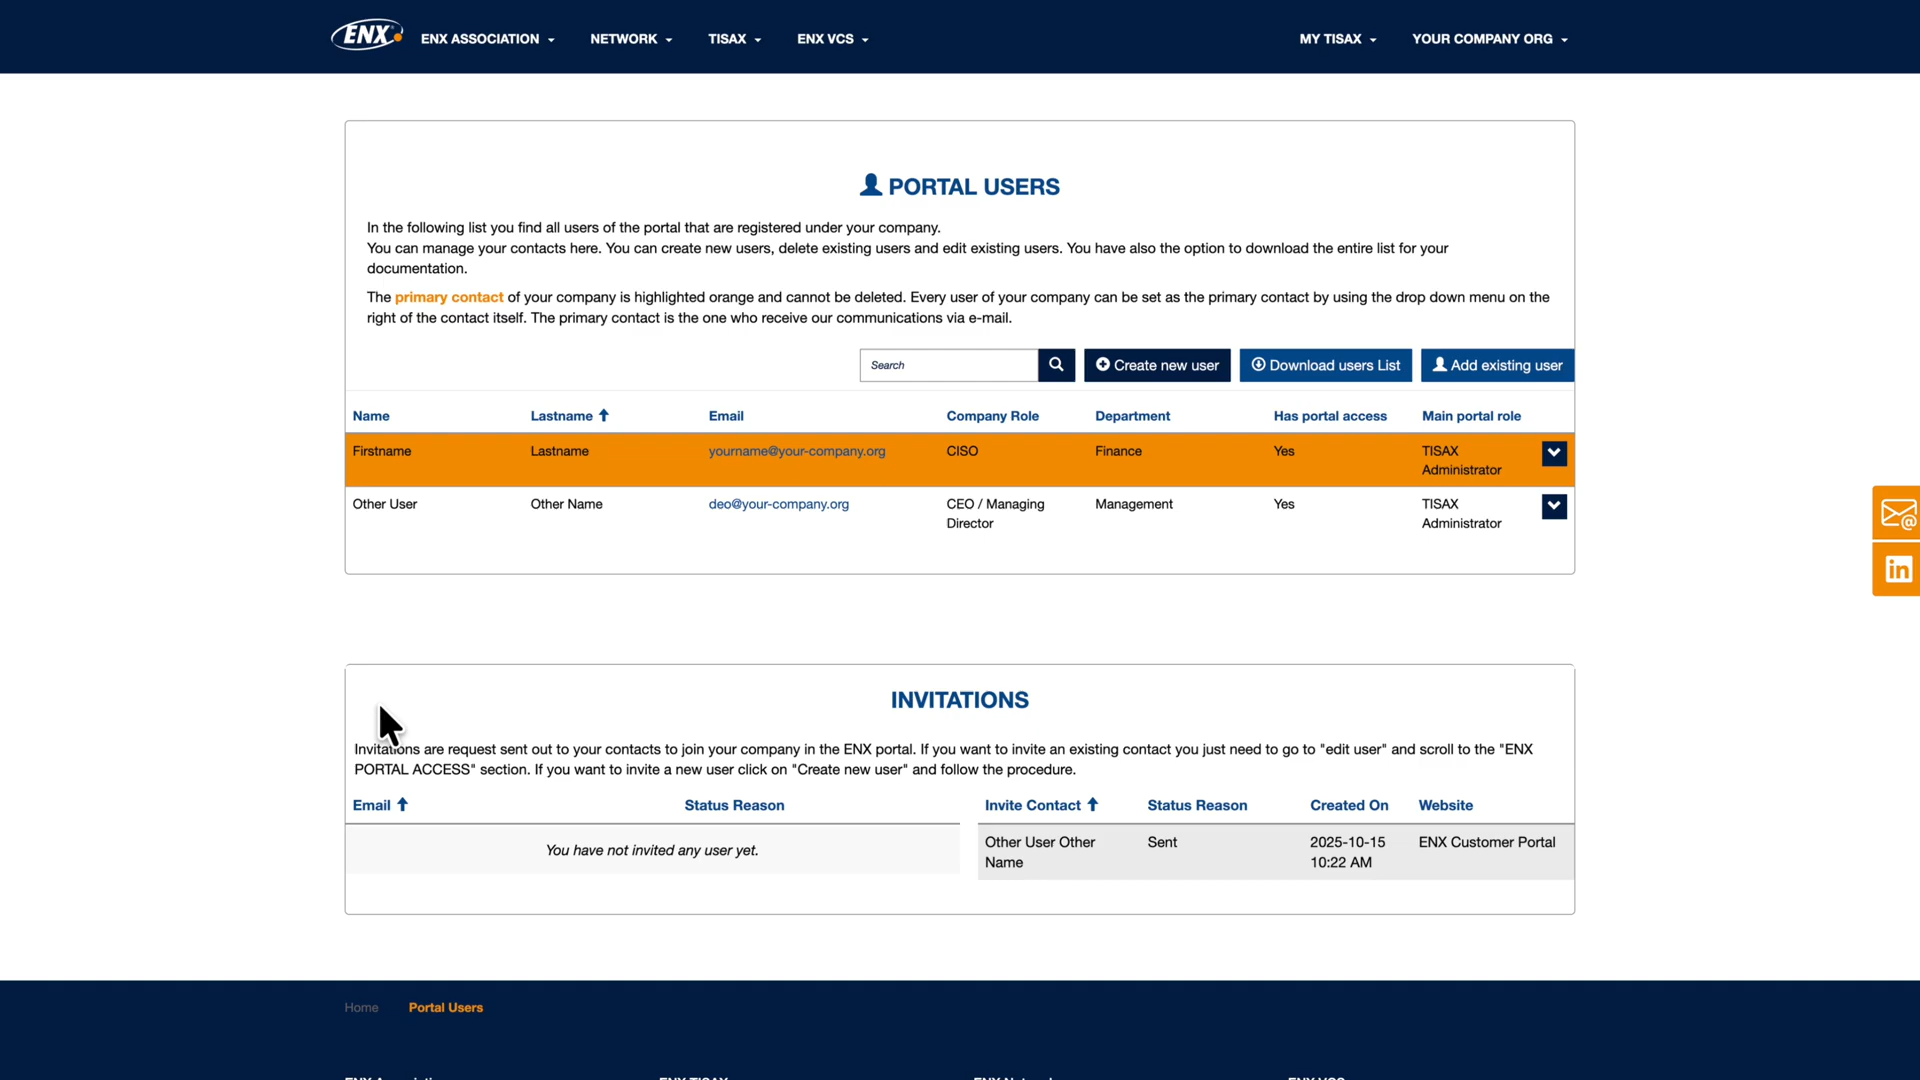 ENX
ENX ASSOCIATION
NETWORK
TISAX
ENX VCS
MY TISAX
YOUR COMPANY ORG
PORTAL USERS
In the following list you find all users of the portal that are registered under your company.
You can manage your contacts here. You can create new users, delete existing users and edit existing users. You have also the option to download the entire list for your
documentation.
The primary contact of your company is highlighted orange and cannot be deleted. Every user of your company can be set as the primary contact by using the drop down menu on the
right of the contact itself. The primary contact is the one who receive our communications via e-mail.
Search
Create new user
Download users List
Add existing user
Name Lastname Email Company Role Department Has portal access Main portal role
Firstname Lastname yourname@your-company.org CISO Finance Yes TISAX
Administrator
Other User Other Name deo@your-company.org CEO / Managing Management Yes TISAX
Director Administrator
in
INVITATIONS
Invitations are request sent out to your contacts to join your company in the ENX portal. If you want to invite an existing contact you just need to go to "edit user" and scroll to the "ENX
PORTAL ACCESS" section. If you want to invite a new user click on "Create new user" and follow the procedure.
Email Status Reason
You have not invited any user yet.
Invite Contact Status Reason Created On Website
Other User Other Sent 2025-10-15 ENX Customer Portal
Name 10:22 AM
Home Portal Users